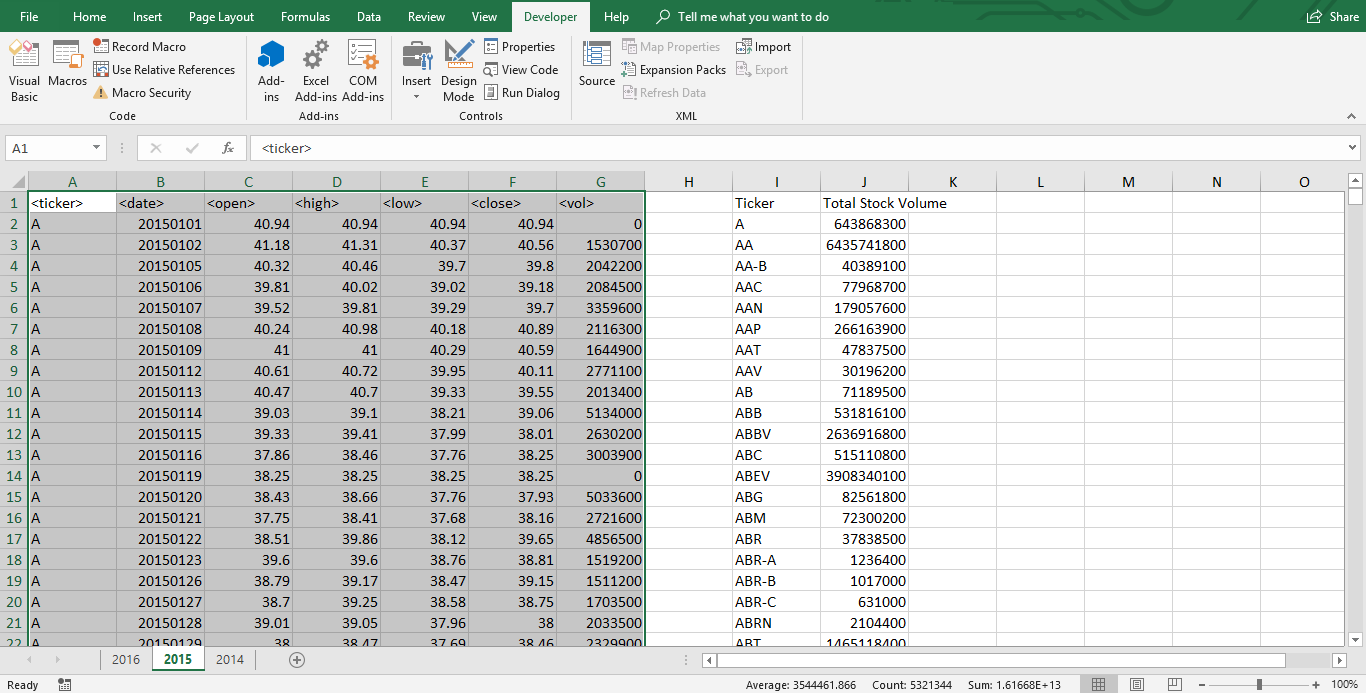 File Home Insert Page Layout Formulas Data Review View Developer Help Tell me what you want to do Share
Record Macro Properties Map Properties Import
Use Relative References View Code Expansion Packs Export
Visual Basic Macros Macro Security Add-ins Excel Add-ins COM Add-ins Insert Design Mode Run Dialog Source Refresh Data
Code Add-ins Controls XML
A1 fx <ticker>
A B C D E F G H I J K L M N O
1 <ticker> <date> <open> <high> <low> <close> <vol> Ticker Total Stock Volume
2 A 20150101 40.94 40.94 40.94 40.94 0 A 643868300
3 A 20150102 41.18 41.31 40.37 40.56 1530700 AA 6435741800
4 A 20150105 40.32 40.46 39.7 39.8 2042200 AA-B 40389100
5 A 20150106 39.81 40.02 39.02 39.18 2084500 AAC 77968700
6 A 20150107 39.52 39.81 39.29 39.7 3359600 AAN 179057600
7 A 20150108 40.24 40.98 40.18 40.89 2116300 AAP 266163900
8 A 20150109 41 41 40.29 40.59 1644900 AAT 47837500
9 A 20150112 40.61 40.72 39.95 40.11 2771100 AAV 30196200
10 A 20150113 40.47 40.7 39.33 39.55 2013400 AB 71189500
11 A 20150114 39.03 39.1 38.21 39.06 5134000 ABB 531816100
12 A 20150115 39.33 39.41 37.99 38.01 2630200 ABBV 2636916800
13 A 20150116 37.86 38.46 37.76 38.25 3003900 ABC 515110800
14 A 20150119 38.25 38.25 38.25 38.25 0 ABEV 3908340100
15 A 20150120 38.43 38.66 37.76 37.93 5033600 ABG 82561800
16 A 20150121 37.75 38.41 37.68 38.16 2721600 ABM 72300200
17 A 20150122 38.51 39.86 38.12 39.65 4856500 ABR 37838500
18 A 20150123 39.6 39.6 38.76 38.81 1519200 ABR-A 1236400
19 A 20150126 38.79 39.17 38.47 39.15 1511200 ABR-B 1017000
20 A 20150127 38.7 39.25 38.58 38.75 1703500 ABR-C 631000
21 A 20150128 39.01 39.05 37.96 38 2033500 ABRN 2104400
22 A 20150129 38 38.47 37.69 38.46 2329900 ABT 1465118400
2016 2015 2014
Ready Average: 3544461.866 Count: 5321344 Sum: 1.61668E+13 100%